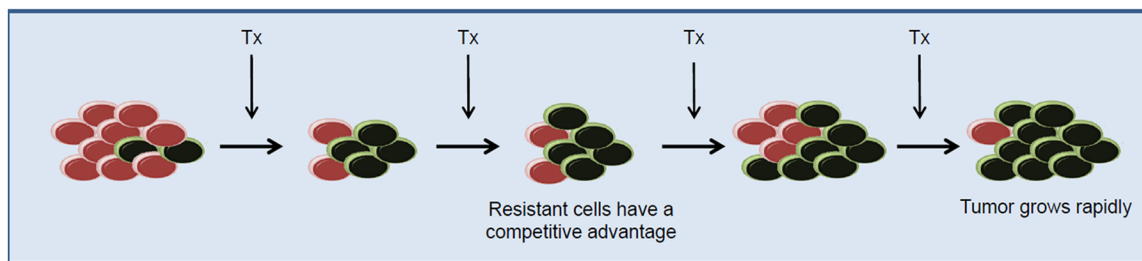 Tx
Tx
Tx
Tx
Resistant cells have a
competitive advantage
Tumor grows rapidly